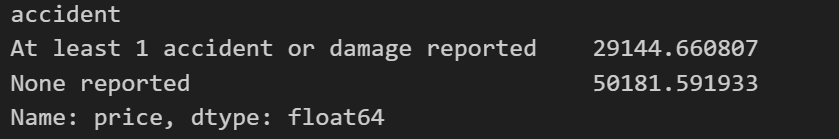 accident
At least 1 accident or damage reported    29144.660807
None reported                             50181.591933
Name: price, dtype: float64